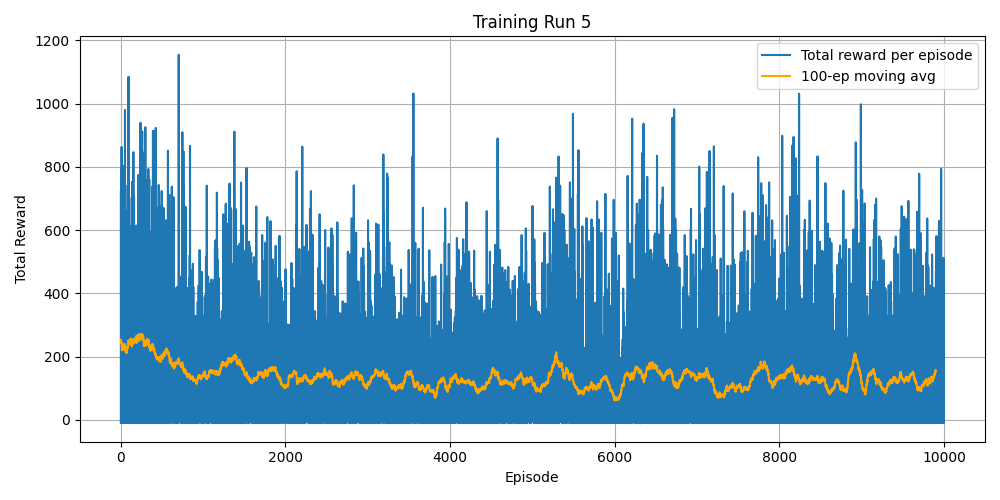 Training Run 5
Total Reward
1200
1000
800
600
400
200
0
Total reward per episode
100-ep moving avg
0 2000 4000 6000 8000 10000
Episode